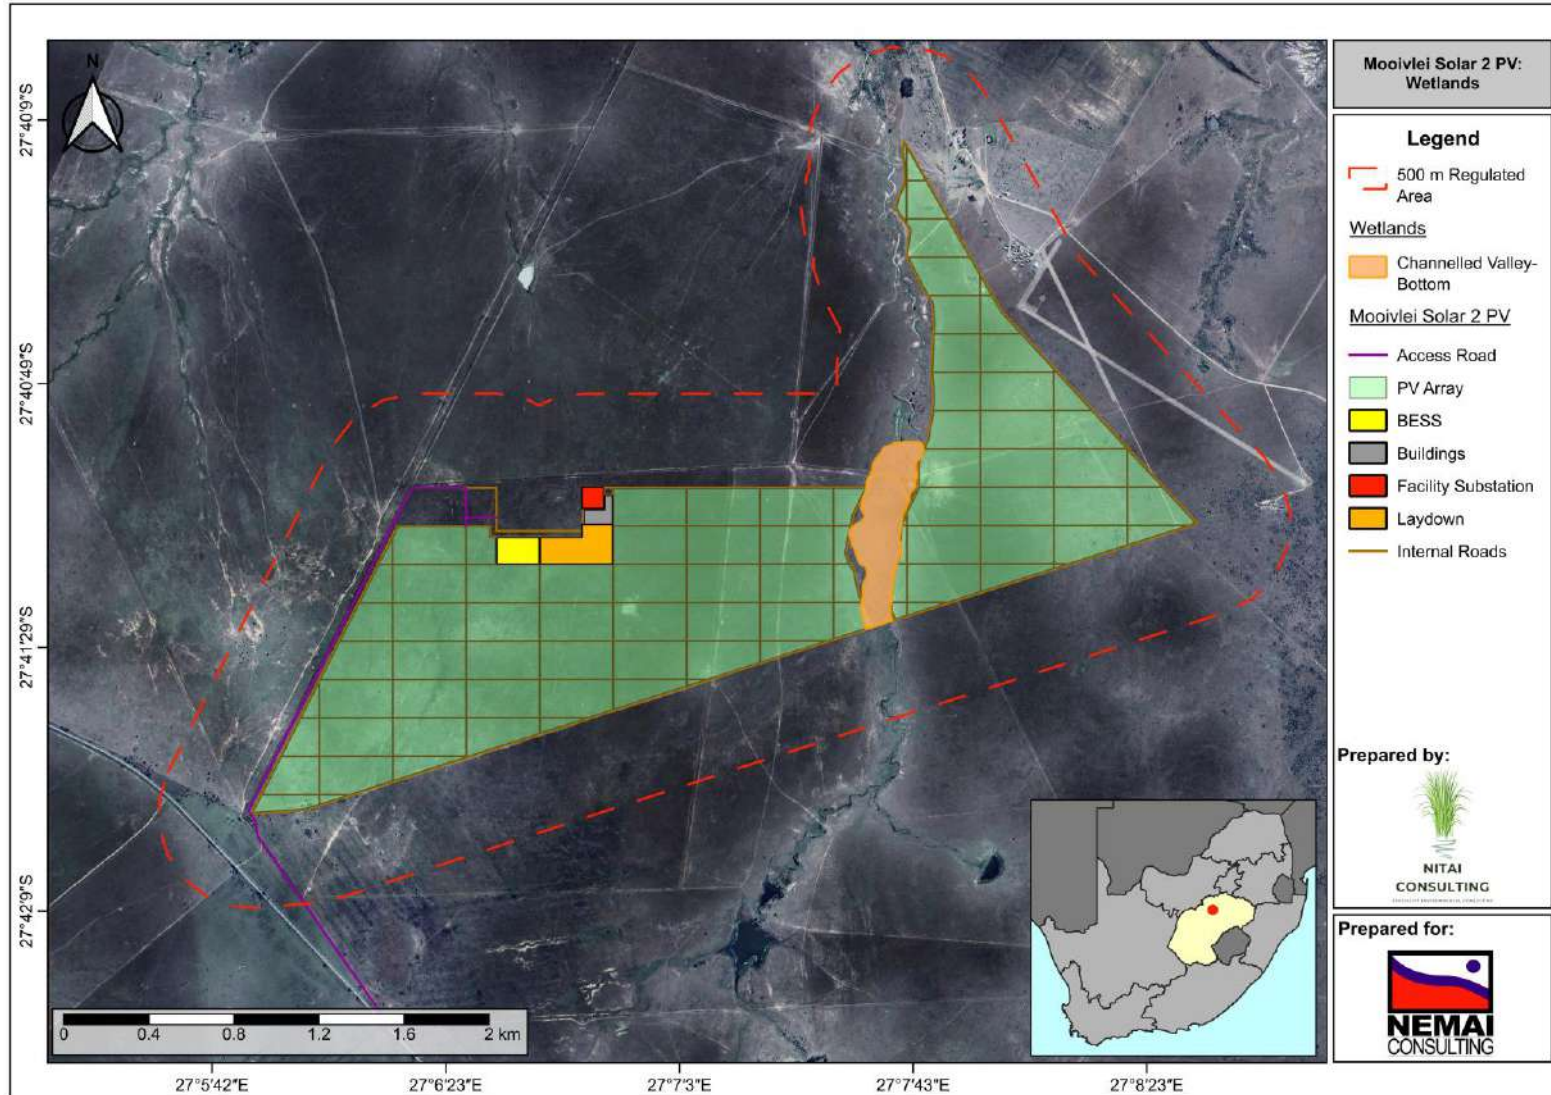 Mooivlei Solar 2 PV:
Wetlands
Legend
500 m Regulated
Area
Wetlands
Channelled Valley-
Bottom
Mooivlei Solar 2 PV
Access Road
PV Array
BESS
Buildings
Facility Substation
Laydown
Internal Roads
Prepared by:
NITAI
CONSULTING
Prepared for:
NEMAI
CONSULTING
N
27°40'9"S
27°40'49"S
27°41'29"S
27°42'9"S
0 0.4 0.8 1.2 1.6 2 km
27°5'42"E 27°6'23"E 27°7'3"E 27°7'43"E 27°8'23"E